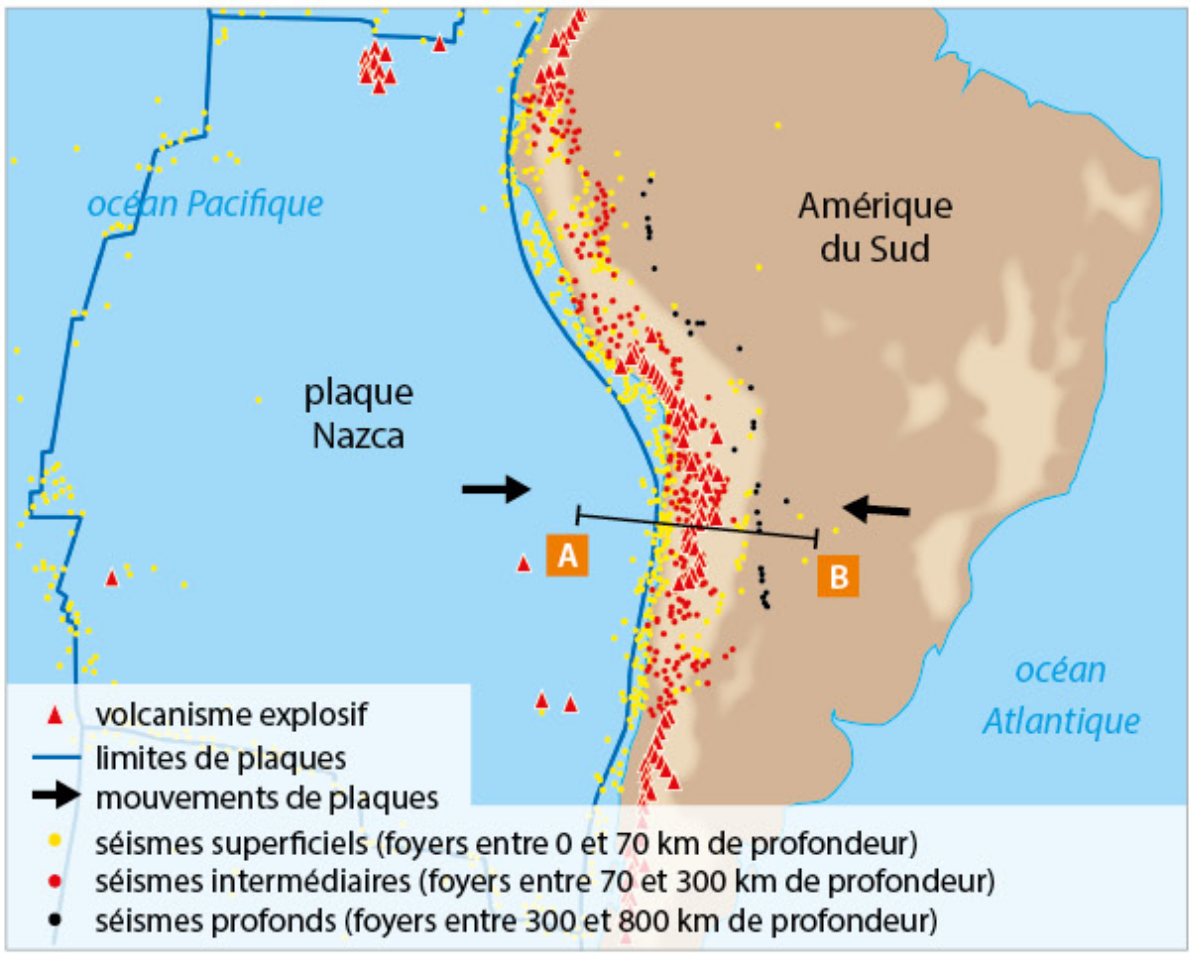 océan Pacifique
Amérique
du Sud
plaque
Nazca
A
B
océan
Atlantique
volcanisme explosif
limites de plaques
mouvements de plaques
séismes superficiels (foyers entre 0 et 70 km de profondeur)
séismes intermédiaires (foyers entre 70 et 300 km de profondeur)
séismes profonds (foyers entre 300 et 800 km de profondeur)